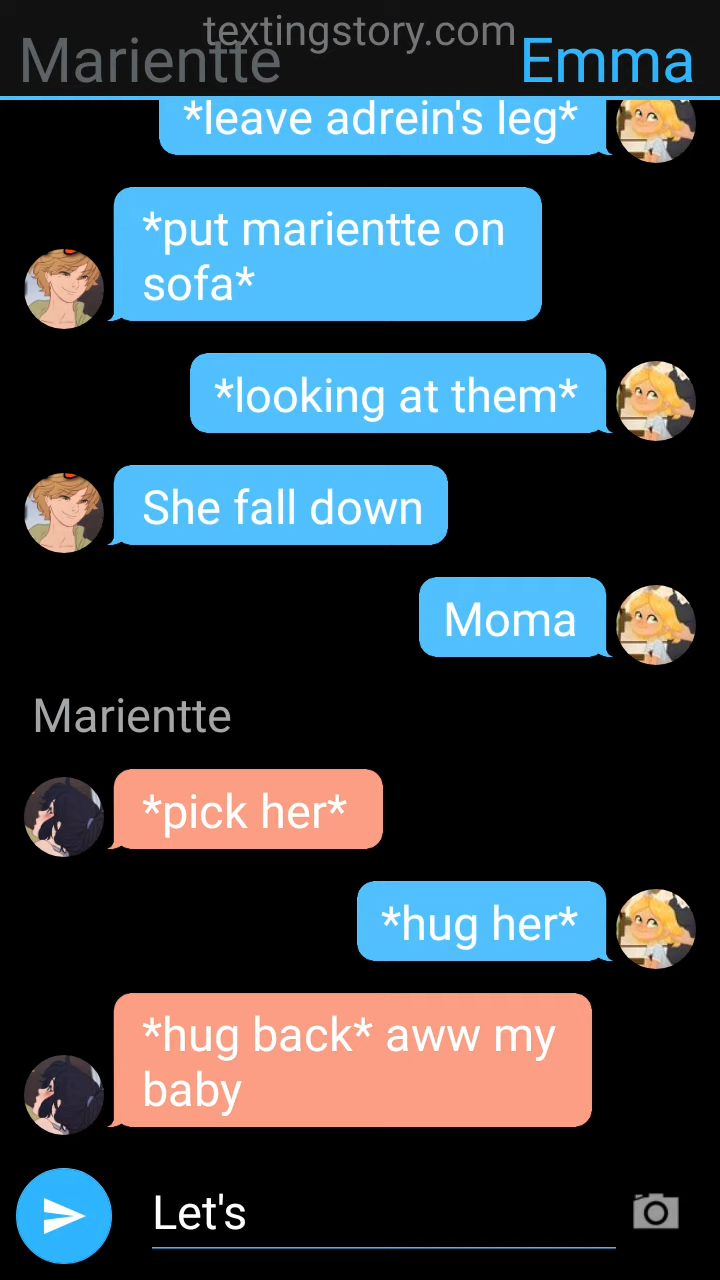 textingstory.com
Marientte
Emma
*leave adrein's leg*
*put marientte on
sofa*
*looking at them*
She fall down
Moma
Marientte
*pick her*
*hug her*
*hug back* aww my
baby
Let's